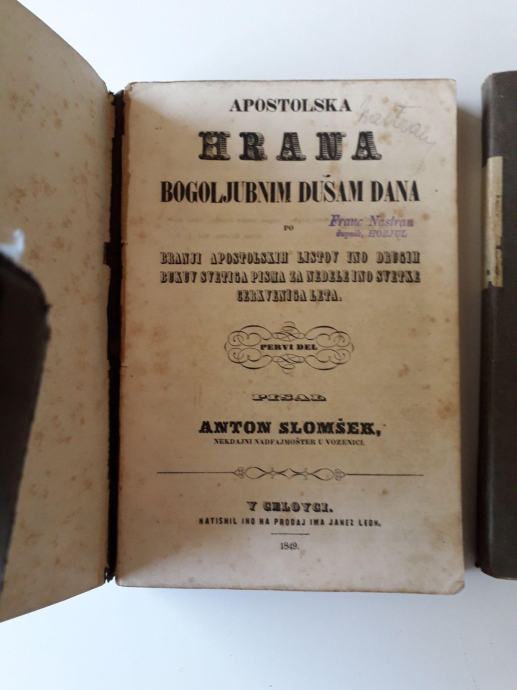 APOSTOLSKA
HRANA
BOGOLJUBNIM DUŠAM DANA
PO
Franc Nastran
župnik, HORJUL
BRANJI APOSTOLSKIH LISTOV INO DRUGIH
BUKUV SVETIGA PISMA ZA NEDELE INO SVETKE
CERKVENIGA LETA.
PERVI DEL
PISAL
ANTON SLOMŠEK,
NEKDAJNI NADFAJMOŠTER U VOZENICI.
V CELOVCI.
NATISNIL INO NA PRODAJ IMA JANEZ LEON.
1849.